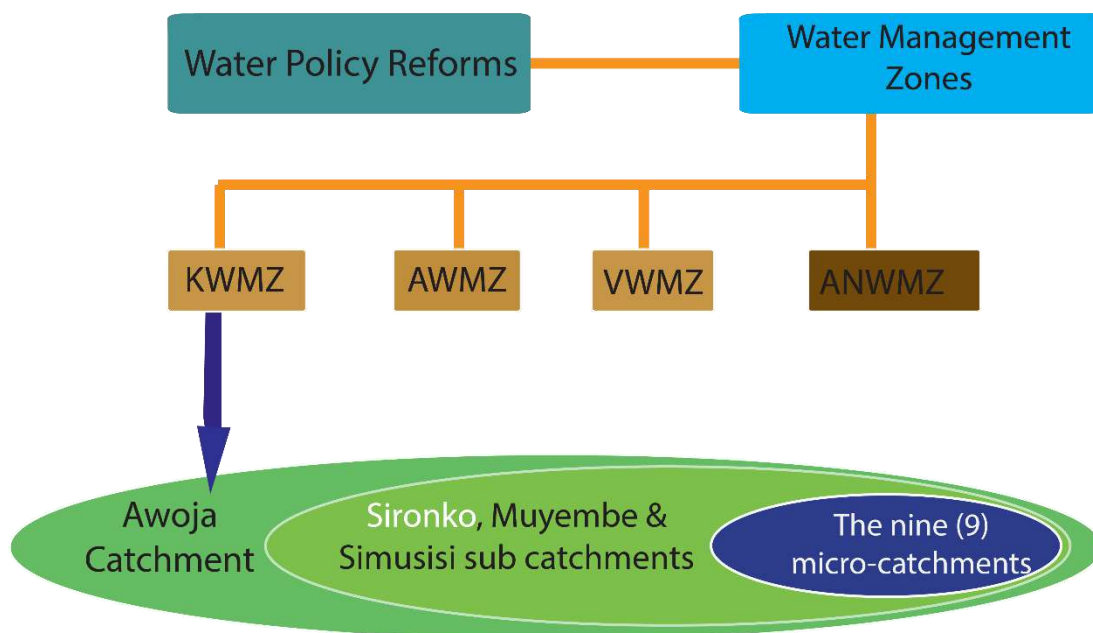 Water Policy Reforms
Water Management
Zones
KWMZ
AWMZ
VWMZ
ANWMZ
Awoja
Catchment
Sironko, Muyembe &
Simusisi sub catchments
The nine (9)
micro-catchments